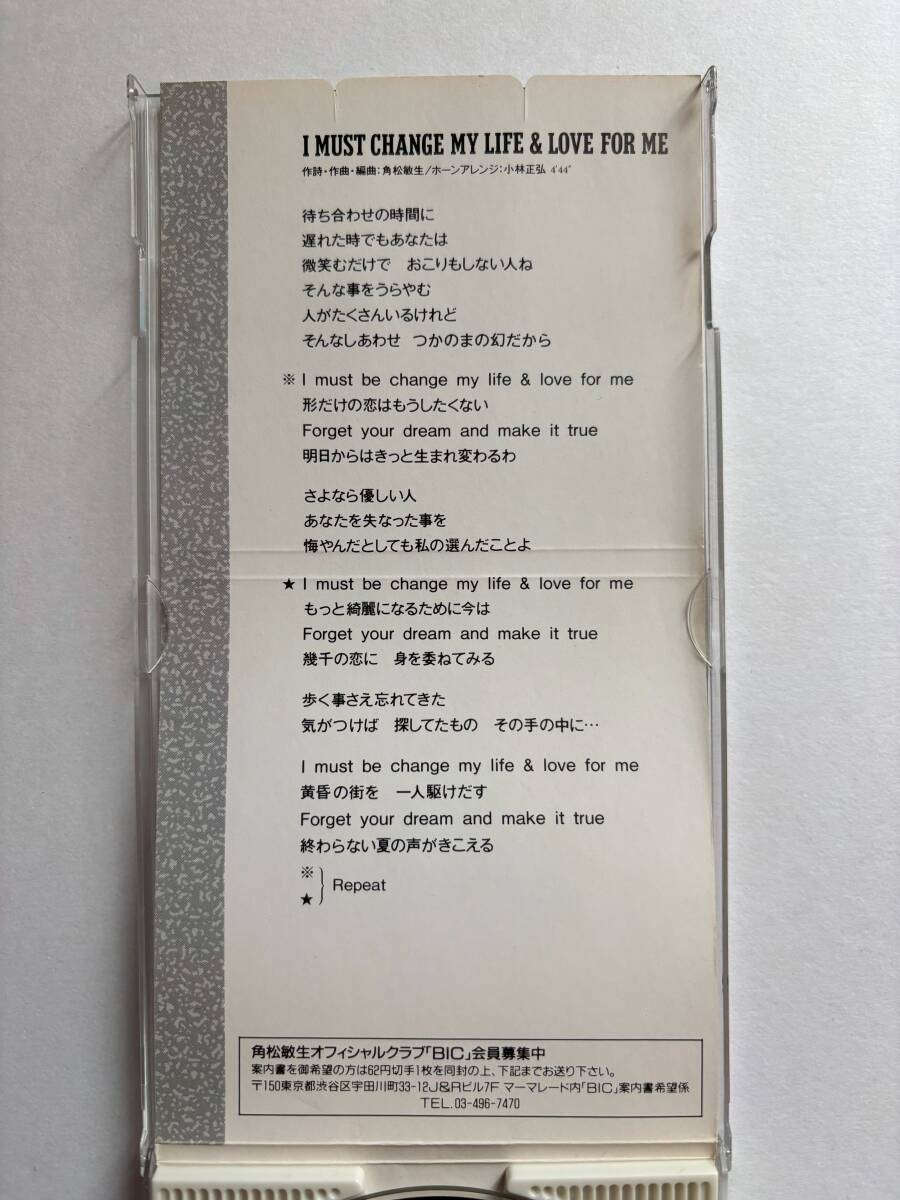 I MUST CHANGE MY LIFE & LOVE FOR ME
作詩・作曲・編曲:角松敏生/ホーンアレンジ:小林正弘 4'44"
待ち合わせの時間に
遅れた時でもあなたは
微笑むだけで　おこりもしない人ね
そんな事をうらやむ
人がたくさんいるけれど
そんなしあわせ　つかのまの幻だから
※ I must be change my life & love for me
形だけの恋はもうしたくない
Forget your dream and make it true
明日からはきっと生まれ変わるわ
さよなら優しい人
あなたを失なった事を
悔やんだとしても私の選んだことよ
★ I must be change my life & love for me
もっと綺麗になるために今は
Forget your dream and make it true
幾千の恋に　身を委ねてみる
歩く事さえ忘れてきた
気がつけば　探してたもの　その手の中に…
I must be change my life & love for me
黄昏の街を　一人駆けだす
Forget your dream and make it true
終わらない夏の声がきこえる
※
★ } Repeat
角松敏生オフィシャルクラブ「BIC」会員募集中
案内書を御希望の方は62円切手1枚を同封の上、下記までお送り下さい。
〒150東京都渋谷区宇田川町33-12J&Rビル7F マーマレード内「BIC」案内書希望係
TEL.03-496-7470